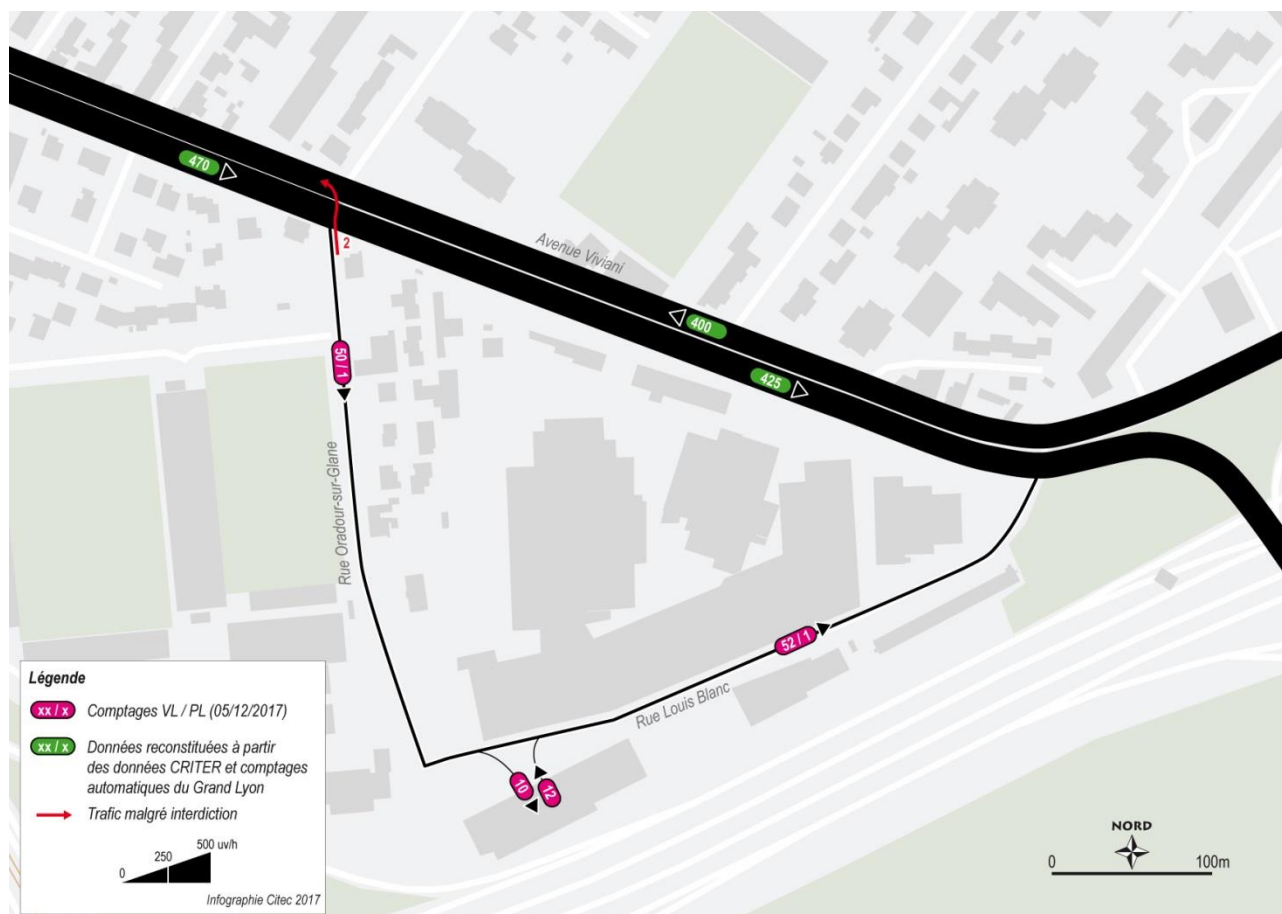 470
2
Avenue Viviani
400
425
50 / 1
Rue Oradour-sur-Glane
52 / 1
Rue Louis Blanc
10
12
Légende
xx / x Comptages VL / PL (05/12/2017)
xx / x Données reconstituées à partir
des données CRITER et comptages
automatiques du Grand Lyon
Trafic malgré interdiction
500 uv/h
250
0
Infographie Citec 2017
NORD
0 100m